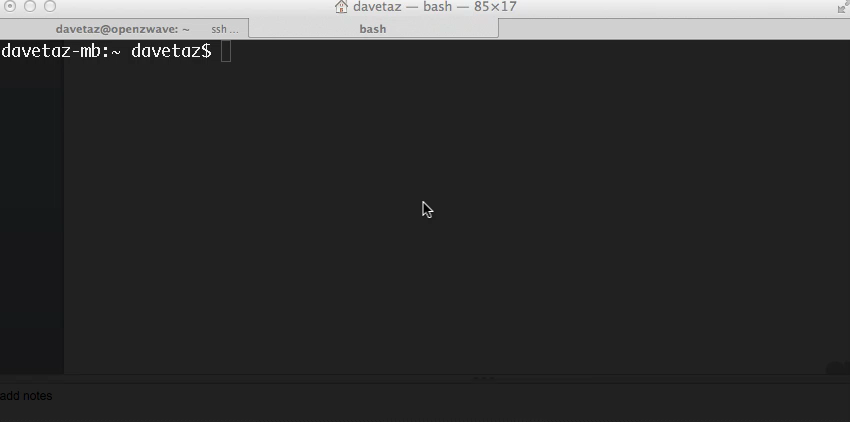 davetaz — bash — 85×17
davetaz@openzwave: ~ ssh ... bash
davetaz-mb:~ davetaz$
add notes